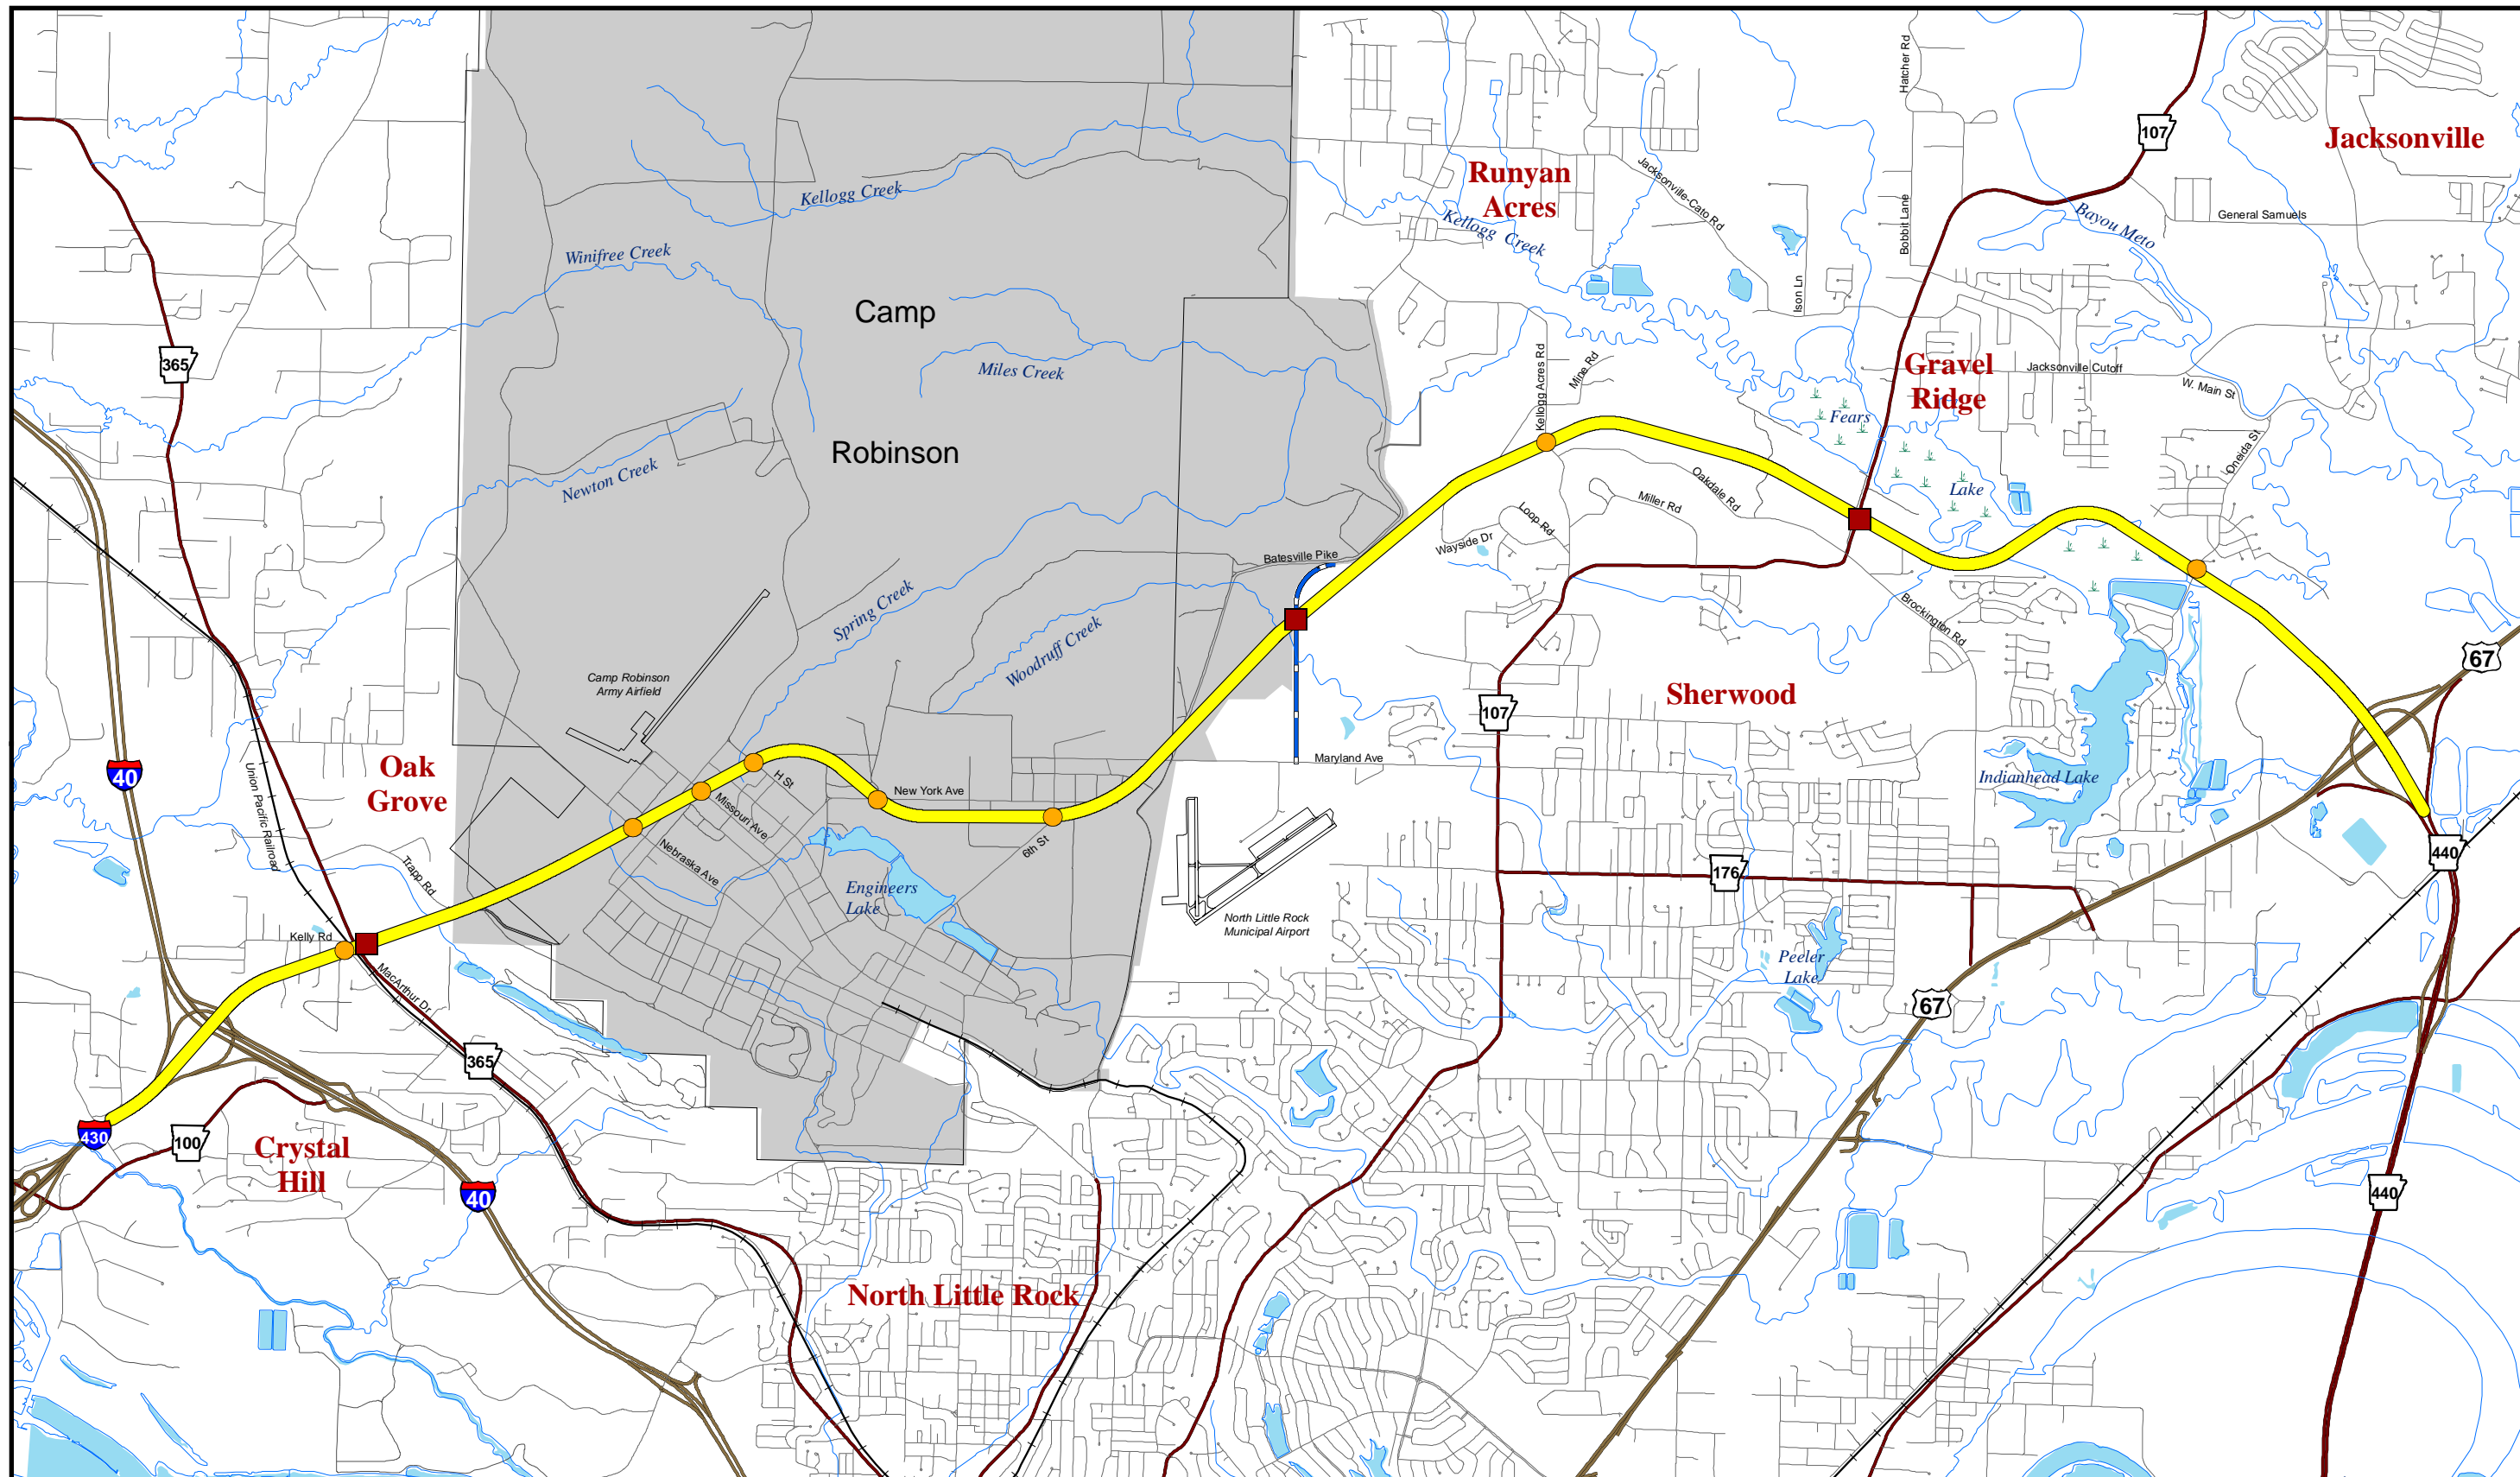 Hatcher Rd
107
Jacksonville
Runyan
Acres
Jacksonville-Cato Rd
Kellogg Creek
Kellogg Creek
Bobbit Lane
Bayou Meto
General Samuels
Winifree Creek
Camp
Ison Ln
365
Miles Creek
Kellogg Acres Rd
Mine Rd
Gravel
Ridge
Jacksonville Cutoff
W. Main St
Fears
Robinson
Newton Creek
Oneida St
Lake
Oakdale Rd
Miller Rd
Loop Rd
Wayside Dr
Batesville Pike
Spring Creek
Woodruff Creek
Brockington Rd
67
Camp Robinson
Army Airfield
Sherwood
107
Maryland Ave
Oak
Grove
40
Union Pacific Railroad
H St
New York Ave
Missouri Ave
Indianhead Lake
Nebraska Ave
6th St
440
Trapp Rd
176
Engineers
Lake
North Little Rock
Municipal Airport
Kelly Rd
MacArthur Dr
Peeler
Lake
67
365
430
100
Crystal
Hill
40
440
North Little Rock